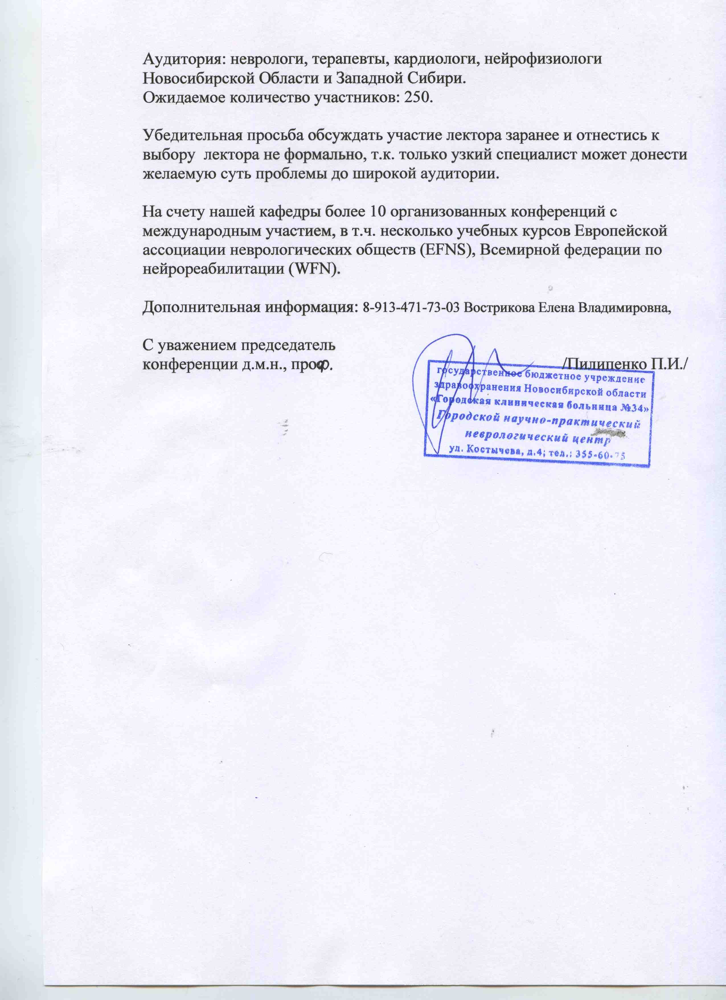 Аудитория: неврологи, терапевты, кардиологи, нейрофизиологи
Новосибирской Области и Западной Сибири.
Ожидаемое количество участников: 250.
Убедительная просьба обсуждать участие лектора заранее и отнестись к
выбору лектора не формально, т.к. только узкий специалист может донести
желаемую суть проблемы до широкой аудитории.
На счету нашей кафедры более 10 организованных конференций с
международным участием, в т.ч. несколько учебных курсов Европейской
ассоциации неврологических обществ (EFNS), Всемирной федерации по
нейрореабилитации (WFN).
Дополнительная информация: 8-913-471-73-03 Вострикова Елена Владимировна,
С уважением председатель
конференции д.м.н., проф. /Пилипенко П.И./
государственное бюджетное учреждение
здравоохранения Новосибирской области
«Городская клиническая больница №34»
Городской научно-практический
неврологический центр
ул. Костычева, д.4; тел.: 355-60-75